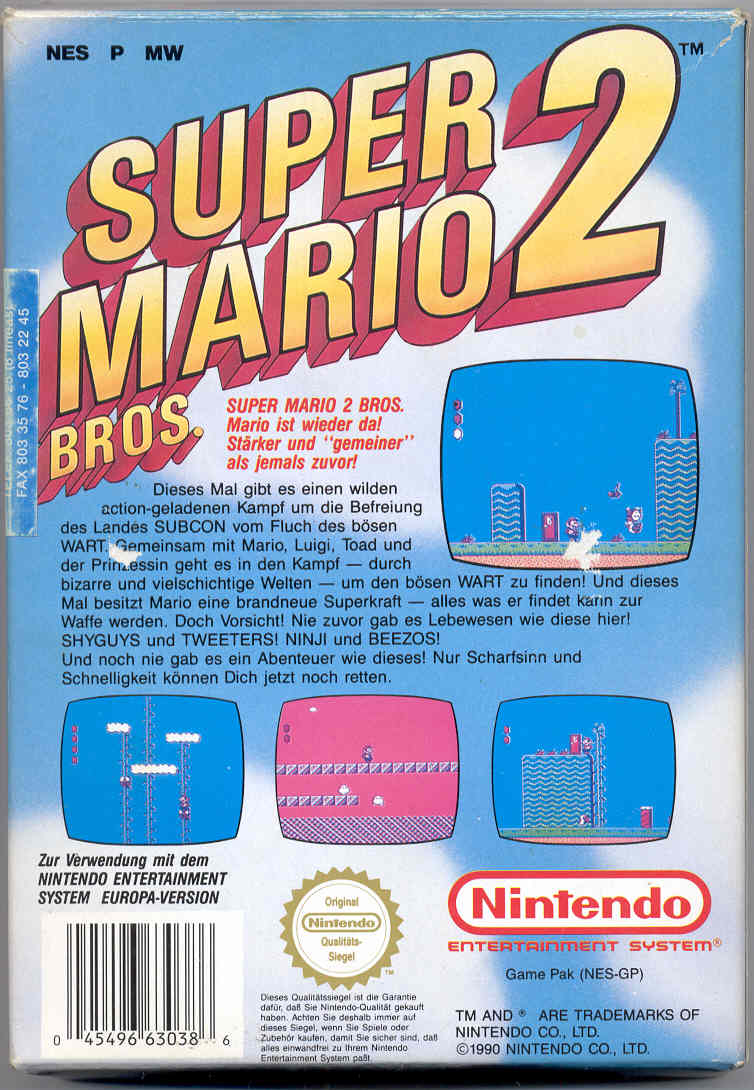 NES P MW
SUPER
MARIO
BROS.
2
™
FAX 803 35 76 - 803 22 45
SUPER MARIO 2 BROS.
Mario ist wieder da!
Stärker und "gemeiner"
als jemals zuvor!
Dieses Mal gibt es einen wilden
action-geladenen Kampf um die Befreiung
des Landes SUBCON vom Fluch des bösen
WART. Gemeinsam mit Mario, Luigi, Toad und
der Prinzessin geht es in den Kampf — durch
bizarre und vielschichtige Welten — um den bösen WART zu finden! Und dieses
Mal besitzt Mario eine brandneue Superkraft — alles was er findet kann zur
Waffe werden. Doch Vorsicht! Nie zuvor gab es Lebewesen wie diese hier!
SHYGUYS und TWEETERS! NINJI und BEEZOS!
Und noch nie gab es ein Abenteuer wie dieses! Nur Scharfsinn und
Schnelligkeit können Dich jetzt noch retten.
Zur Verwendung mit dem
NINTENDO ENTERTAINMENT
SYSTEM EUROPA-VERSION
0 45496 63038 6
Original
Nintendo
Qualitäts-
Siegel
™
Dieses Qualitätssiegel ist die Garantie
dafür, daß Sie Nintendo-Qualität gekauft
haben. Achten Sie deshalb immer auf
dieses Siegel, wenn Sie Spiele oder
Zubehör kaufen, damit Sie sicher sind, daß
alles einwandfrei zu Ihrem Nintendo
Entertainment System paßt.
Nintendo
ENTERTAINMENT SYSTEM®
Game Pak (NES-GP)
TM AND ® ARE TRADEMARKS OF
NINTENDO CO., LTD.
©1990 NINTENDO CO., LTD.